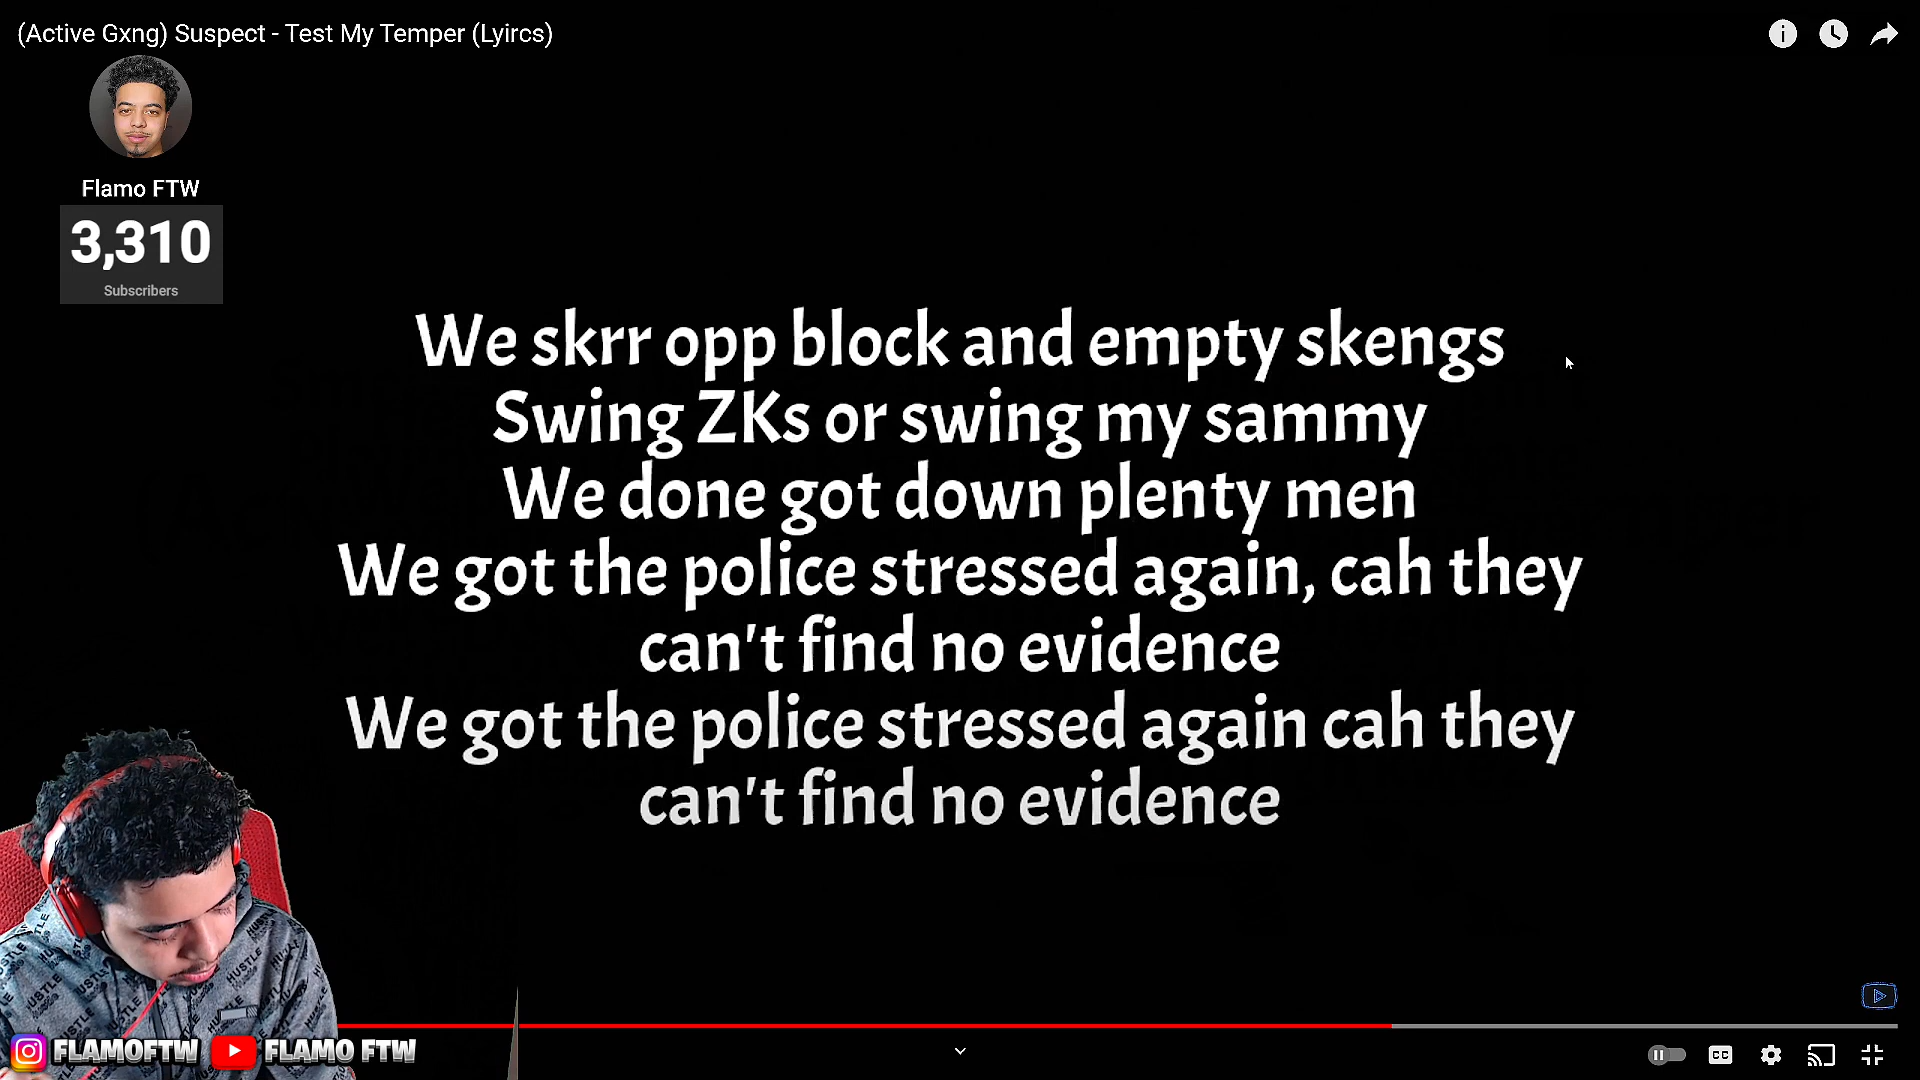 (Active Gxng) Suspect - Test My Temper (Lyircs)
Flamo FTW
3,310
Subscribers
We skrr opp block and empty skengs
Swing ZKs or swing my sammy
We done got down plenty men
We got the police stressed again, cah they
can't find no evidence
We got the police stressed again cah they
can't find no evidence
HUSTLE
HUSTLE
FLAMOFTW
FLAMO FTW
CC